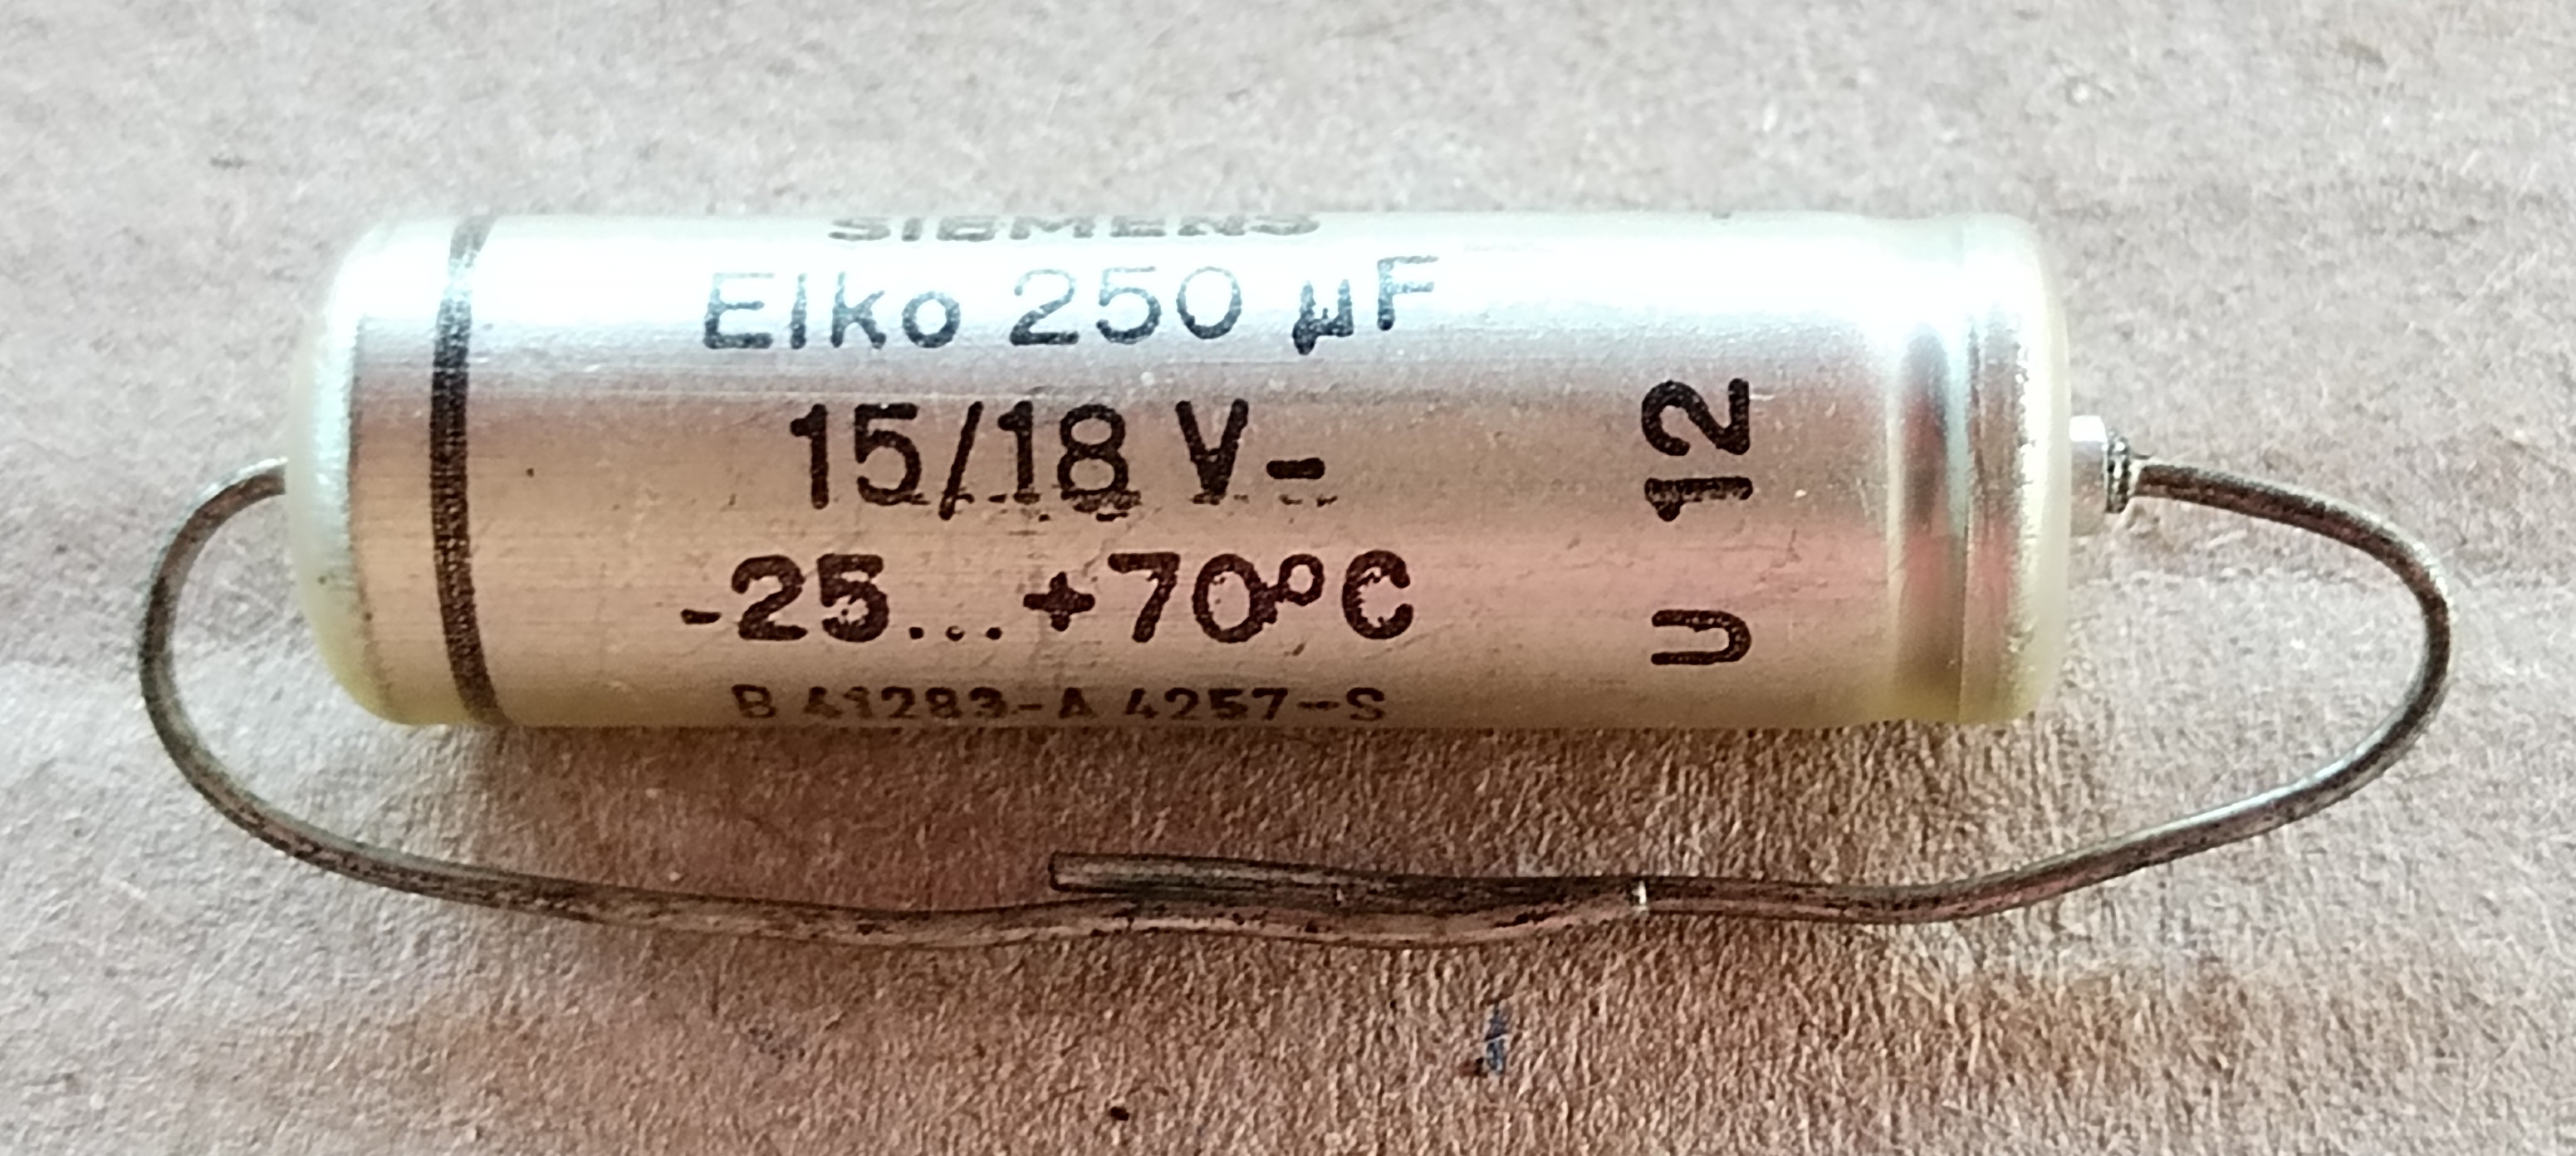 SIEMENS
Elko 250 µF
15/18 V-
-25...+70°C
B 41283-A 4257-S
U 12